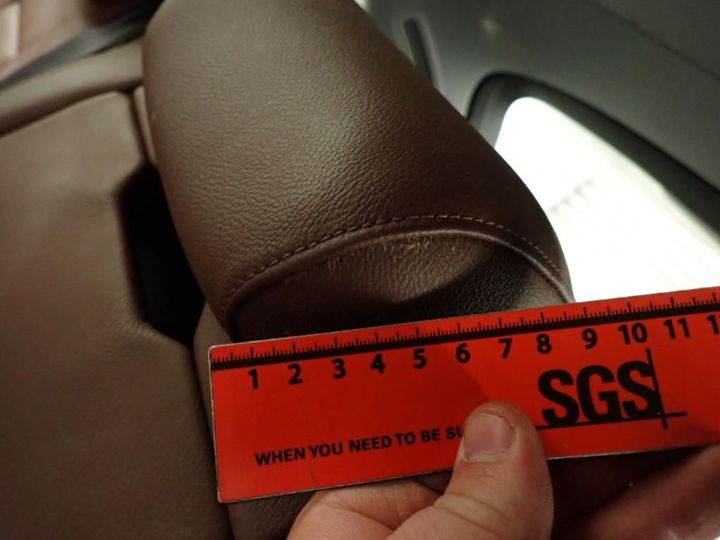 1 2 3 4 5 6 7 8 9 10 11
SGS
WHEN YOU NEED TO BE